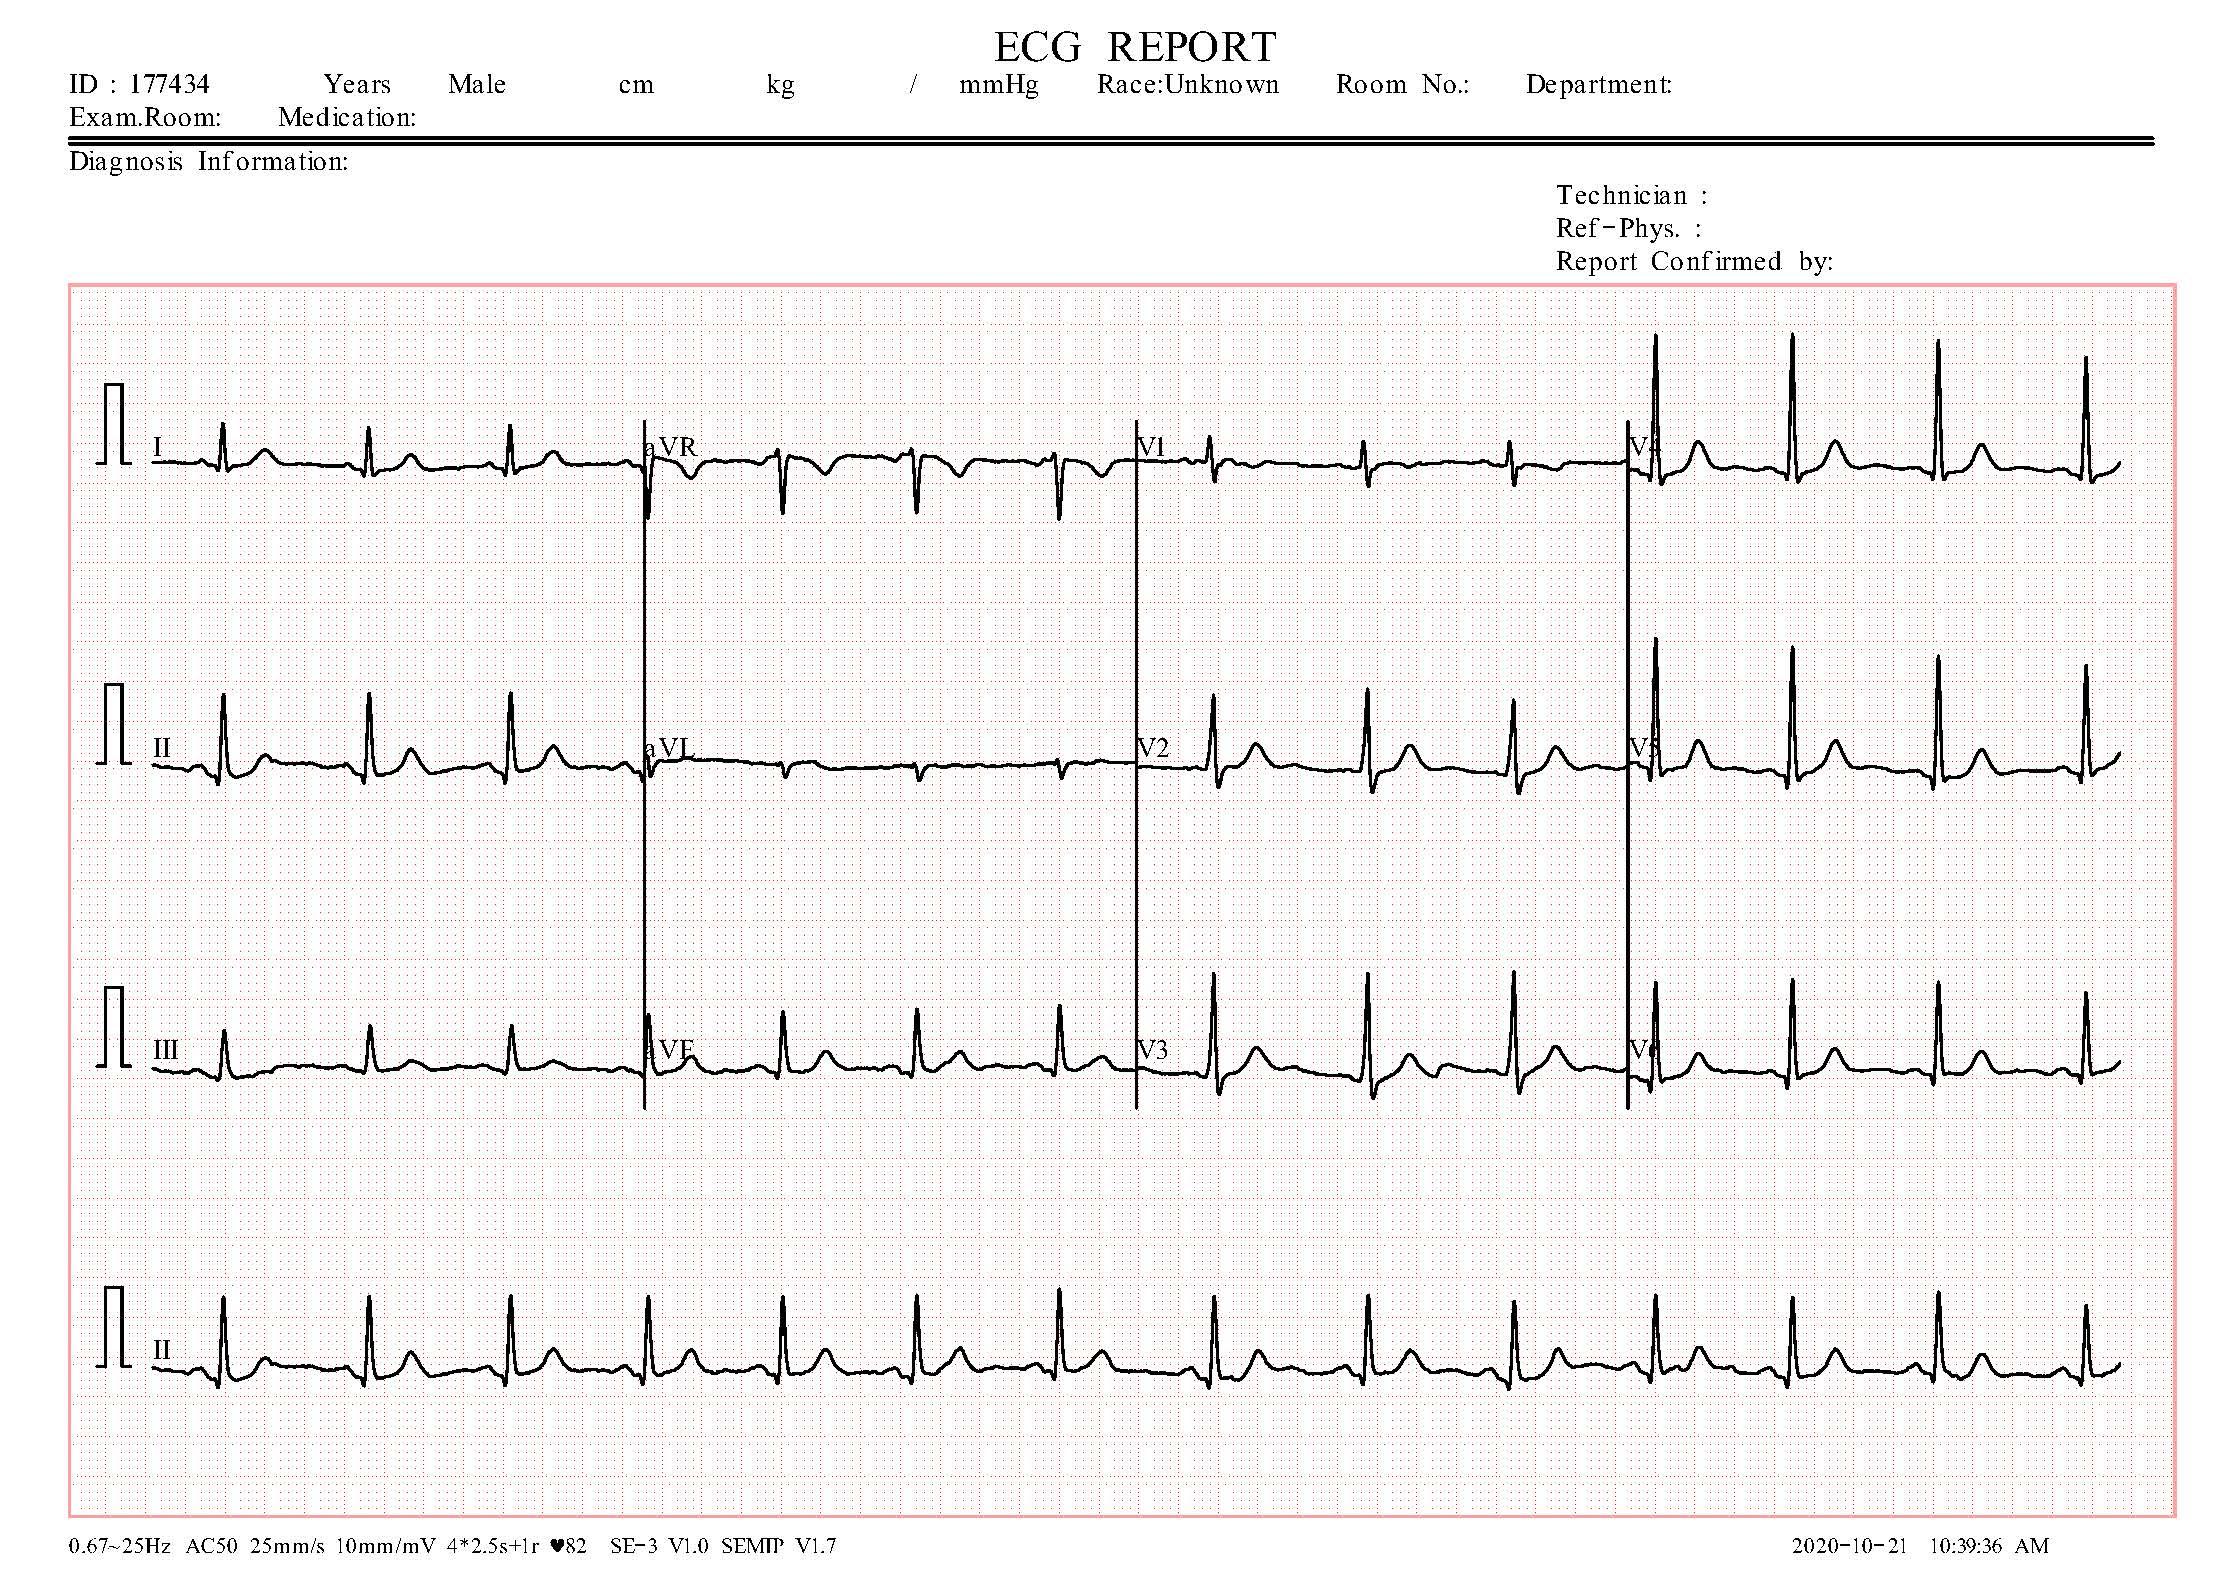 ECG REPORT
ID : 177434 Years Male cm kg / mmHg Race:Unknown Room No.: Department:
Exam.Room: Medication:
Diagnosis Information:
Technician :
Ref-Phys. :
Report Confirmed by:
I aVR V1 V4
II aVL V2 V5
III aVF V3 V6
II
0.67~25Hz AC50 25mm/s 10mm/mV 4*2.5s+1r ♥82 SE-3 V1.0 SEMIP V1.7 2020-10-21 10:39:36 AM